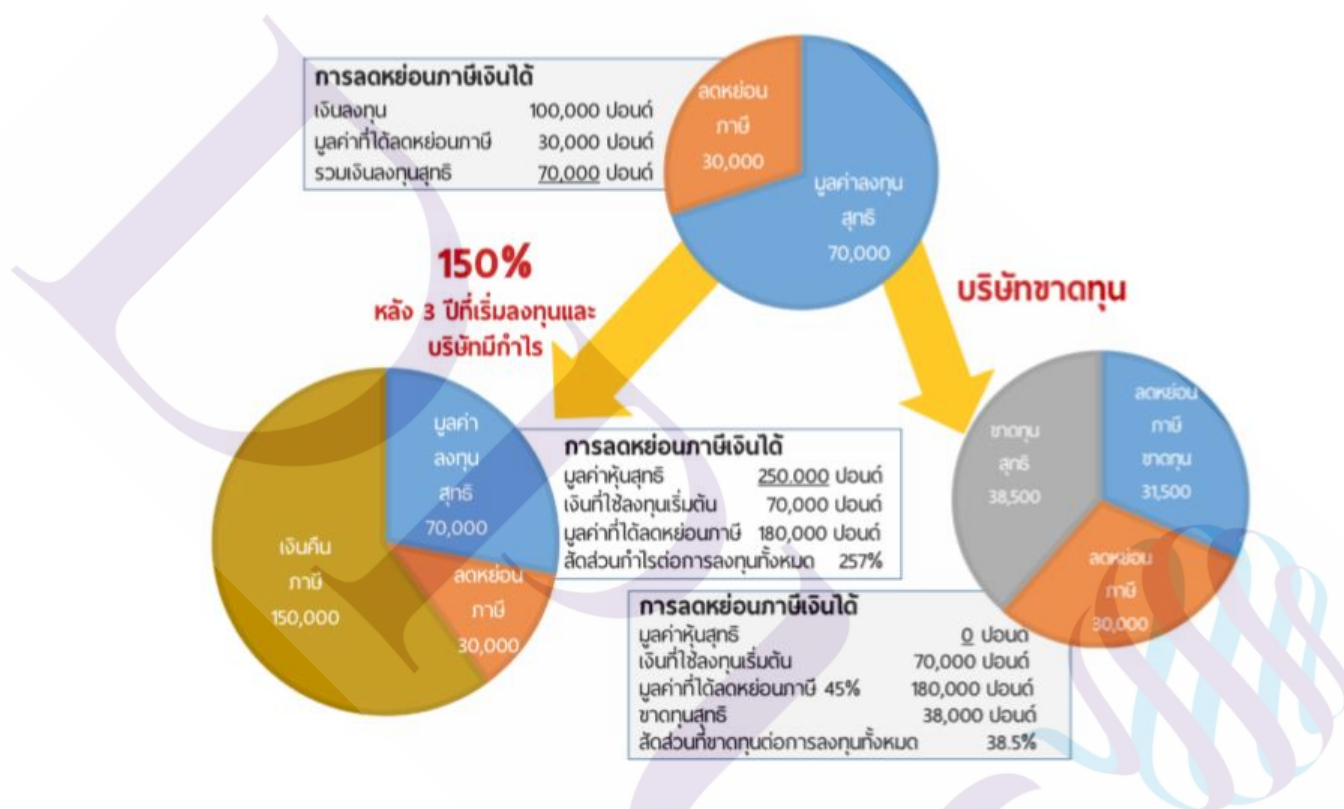 การลดหย่อนภาษีเงินได้
เงินลงทุน 100,000 ปอนด์
มูลค่าที่ได้ลดหย่อนภาษี 30,000 ปอนด์
รวมเงินลงทุนสุทธิ 70,000 ปอนด์
ลดหย่อน
ภาษี
30,000
มูลค่าลงทุน
สุทธิ
70,000
150%
หลัง 3 ปีที่เริ่มลงทุนและ
บริษัทมีกำไร
บริษัทขาดทุน
มูลค่า
ลงทุน
สุทธิ
70,000
ลดหย่อน
ภาษี
30,000
เงินคืน
ภาษี
150,000
การลดหย่อนภาษีเงินได้
มูลค่าหุ้นสุทธิ 250.000 ปอนด์
เงินที่ใช้ลงทุนเริ่มต้น 70,000 ปอนด์
มูลค่าที่ได้ลดหย่อนภาษี 180,000 ปอนด์
สัดส่วนกำไรต่อการลงทุนทั้งหมด 257%
ขาดทุน
สุทธิ
38,500
ลดหย่อน
ภาษี
ขาดทุน
31,500
ลดหย่อน
ภาษี
30,000
การลดหย่อนภาษีเงินได้
มูลค่าหุ้นสุทธิ 0 ปอนด์
เงินที่ใช้ลงทุนเริ่มต้น 70,000 ปอนด์
มูลค่าที่ได้ลดหย่อนภาษี 45% 180,000 ปอนด์
ขาดทุนสุทธิ 38,000 ปอนด์
สัดส่วนที่ขาดทุนต่อการลงทุนทั้งหมด 38.5%